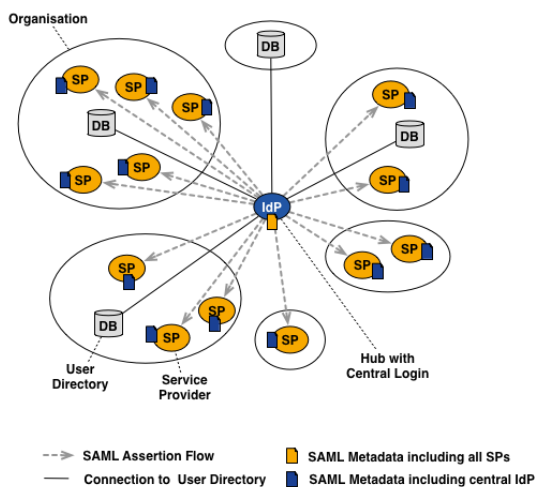 Organisation
DB
SP
SP
SP
SP
DB
DB
SP
SP
SP
IdP
SP
SP
SP
SP
DB
SP
SP
User
Directory
Service
Provider
Hub with
Central Login
SAML Assertion Flow
SAML Metadata including all SPs
Connection to User Directory
SAML Metadata including central IdP